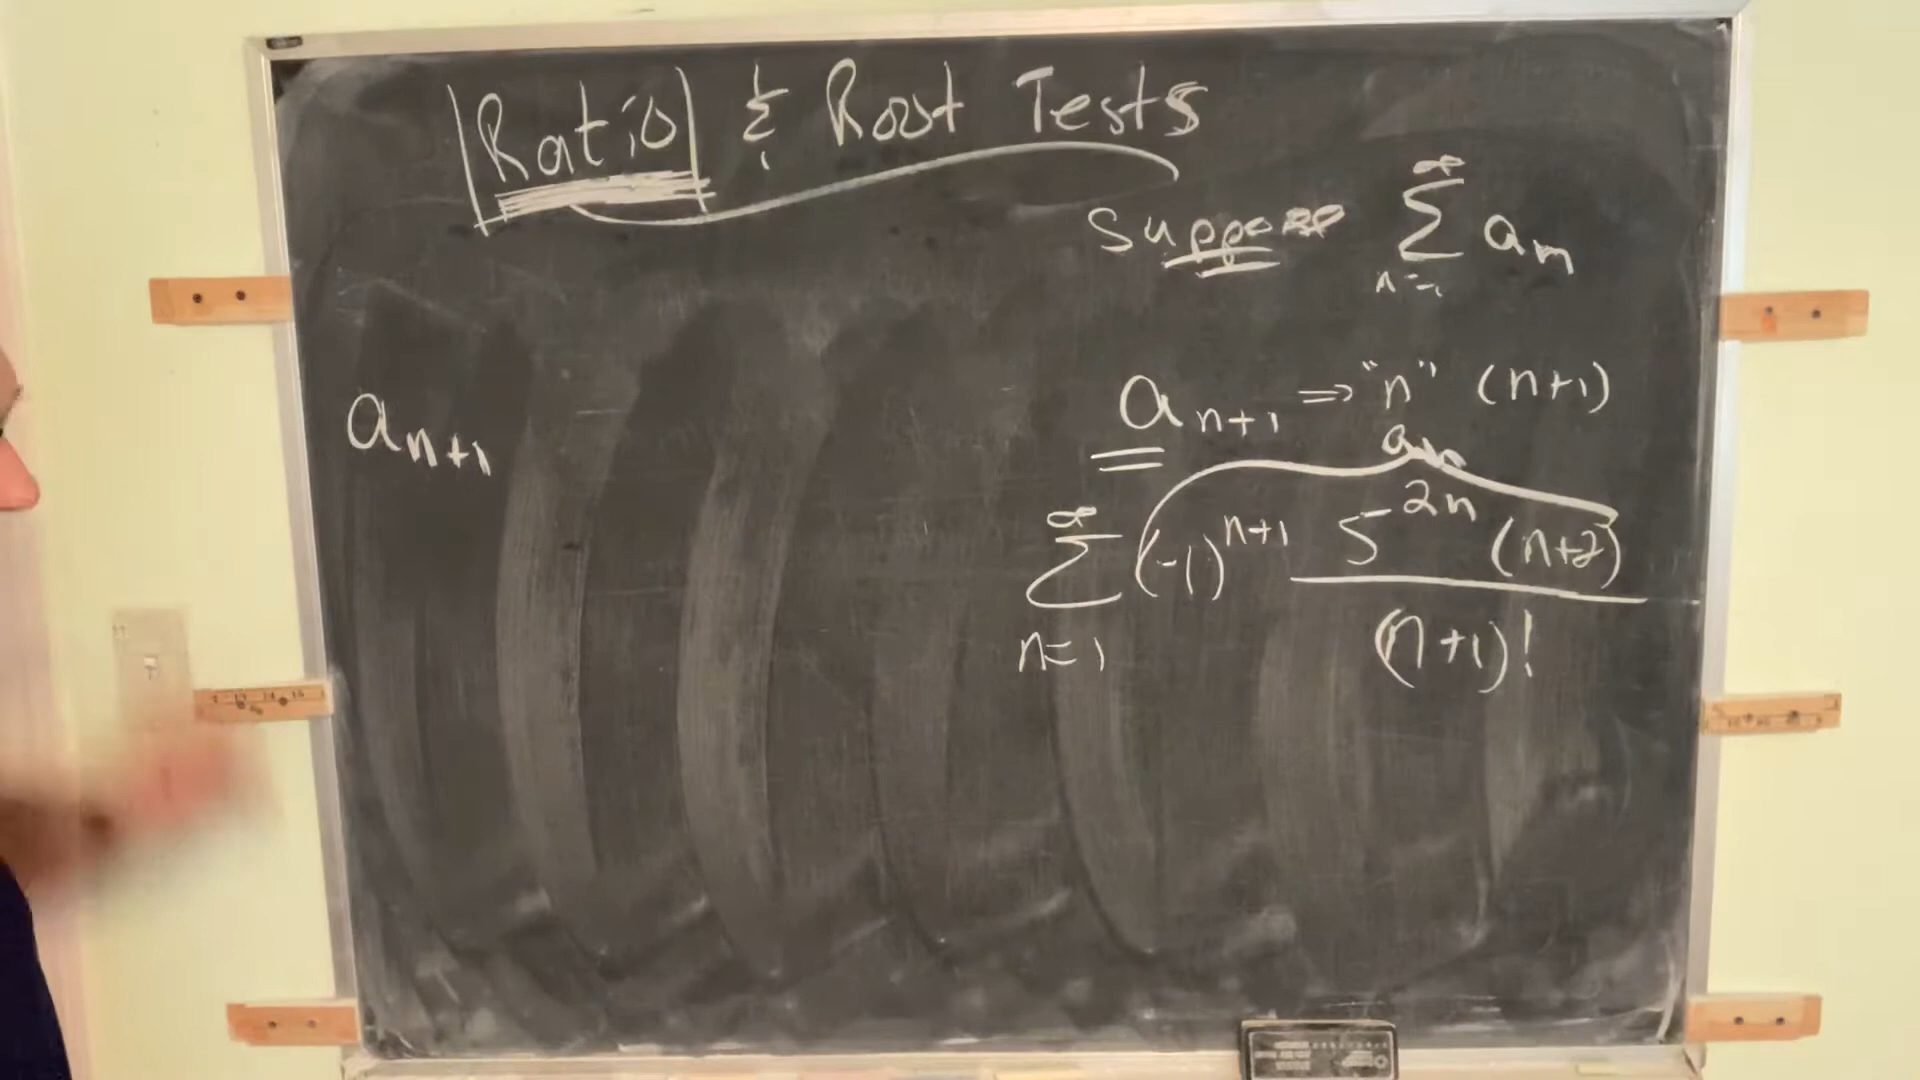 Ratio & Root Tests
Suppose ∑_{n=1}^{∞} a_n
a_{n+1} ⇒ "n" (n+1)
a_{n+1}
a_n
∑_{n=1}^{∞} (-1)^{n+1} \frac{5^{2n} (n+2)}{(n+1)!}